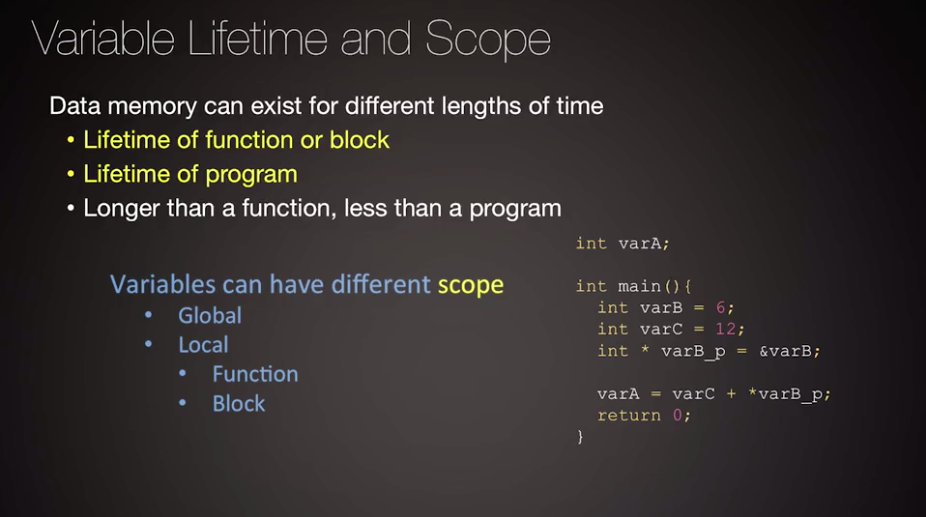 Variable Lifetime and Scope
Data memory can exist for different lengths of time
• Lifetime of function or block
• Lifetime of program
• Longer than a function, less than a program
Variables can have different scope
• Global
• Local
• Function
• Block
int varA;
int main(){
int varB = 6;
int varC = 12;
int * varB_p = &varB;
varA = varC + *varB_p;
return 0;
}